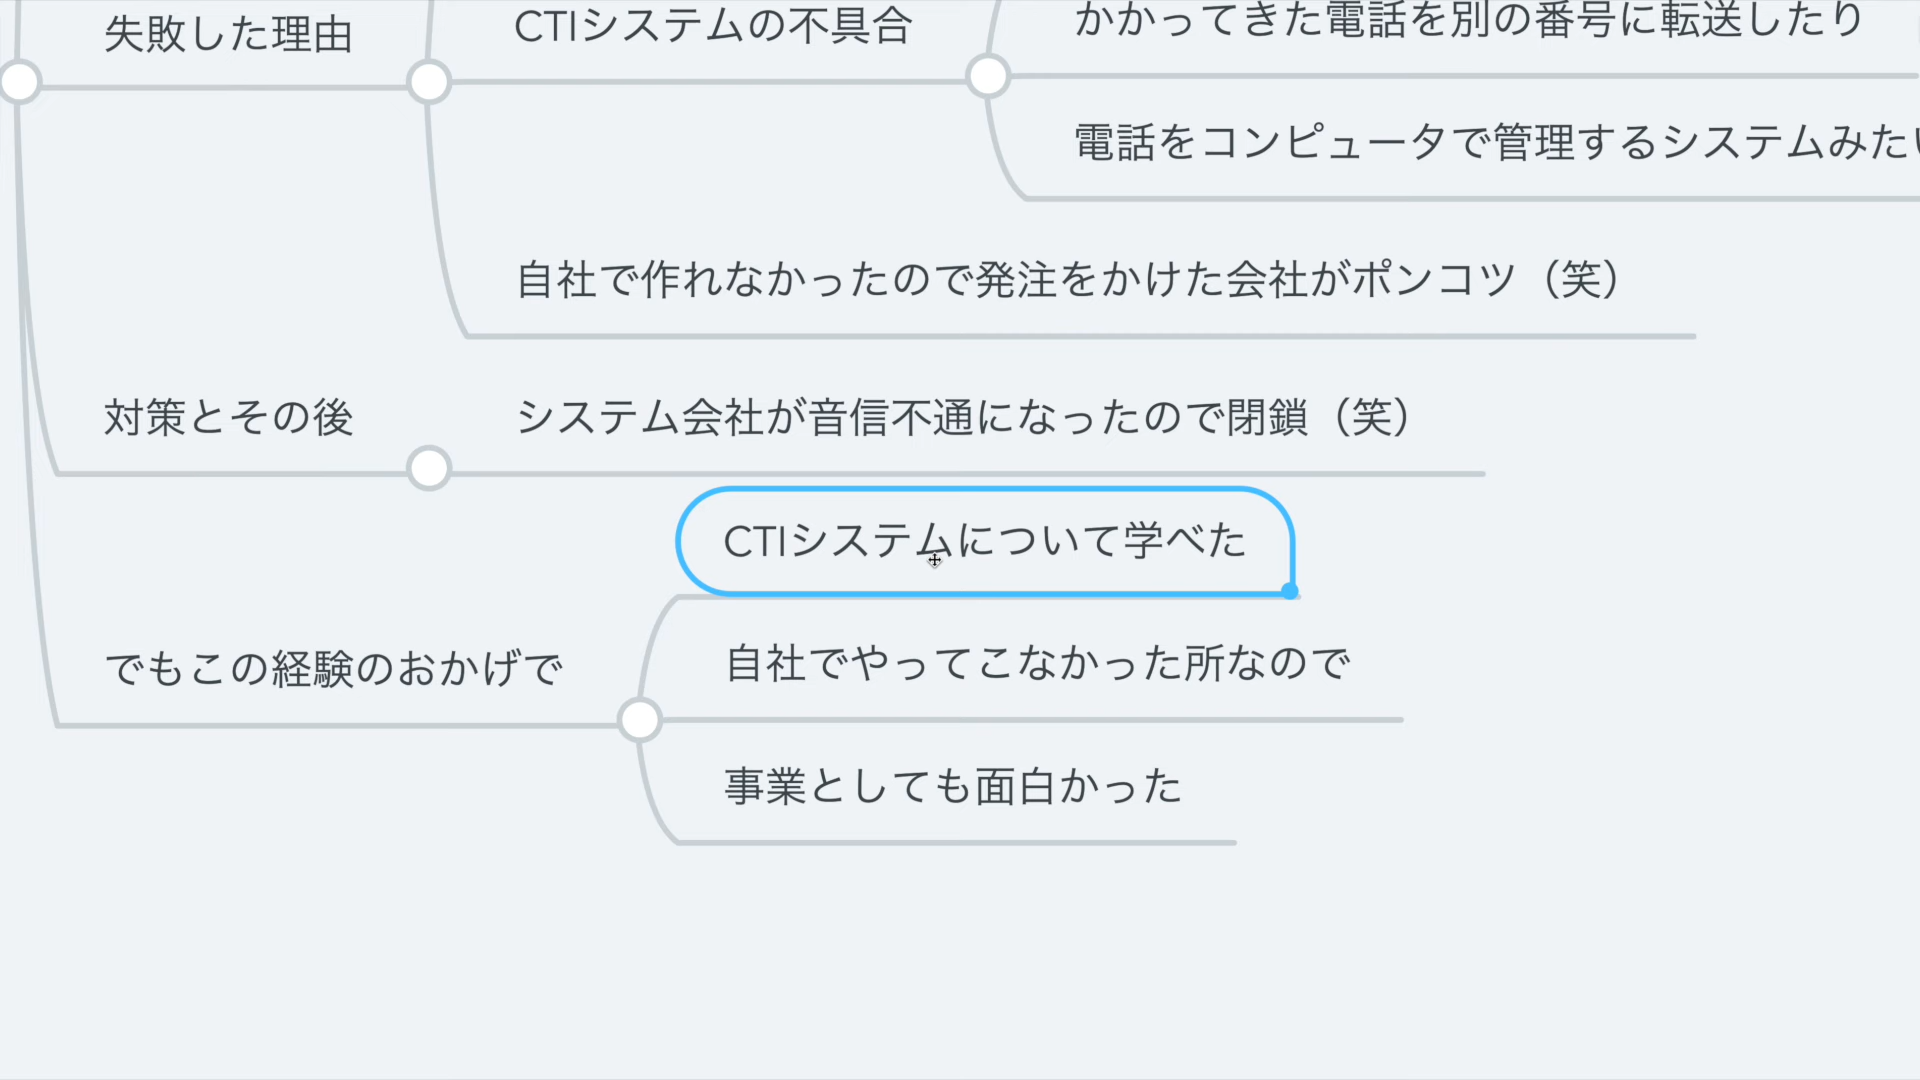 失敗した理由
CTIシステムの不具合
かかってきた電話を別の番号に転送したり
電話をコンピュータで管理するシステムみたい
自社で作れなかったので発注をかけた会社がポンコツ（笑）
対策とその後
システム会社が音信不通になったので閉鎖（笑）
でもこの経験のおかげで
CTIシステムについて学べた
自社でやってこなかった所なので
事業としても面白かった